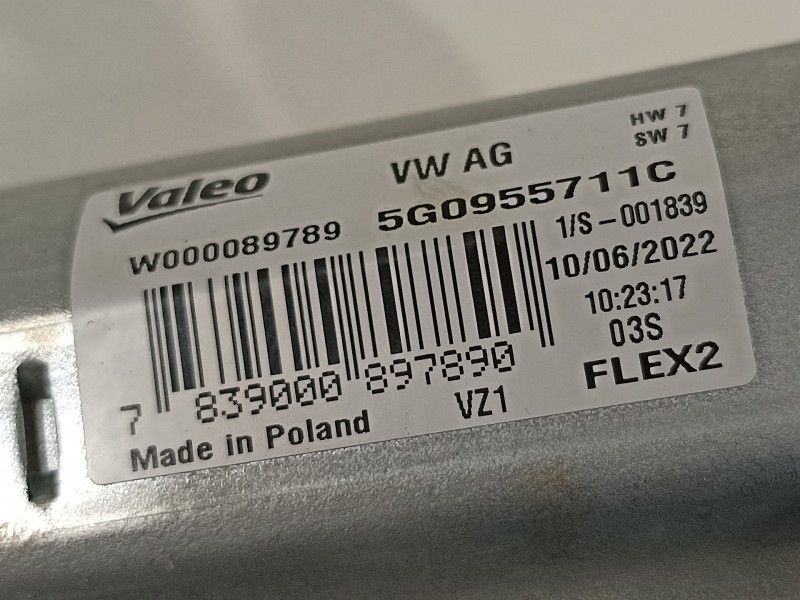 Valeo
VW AG
HW 7
SW 7
W000089789
5G0955711C
1/S-001839
10/06/2022
10:23:17
03S
FLEX2
7 839000 897890
VZ1
Made in Poland